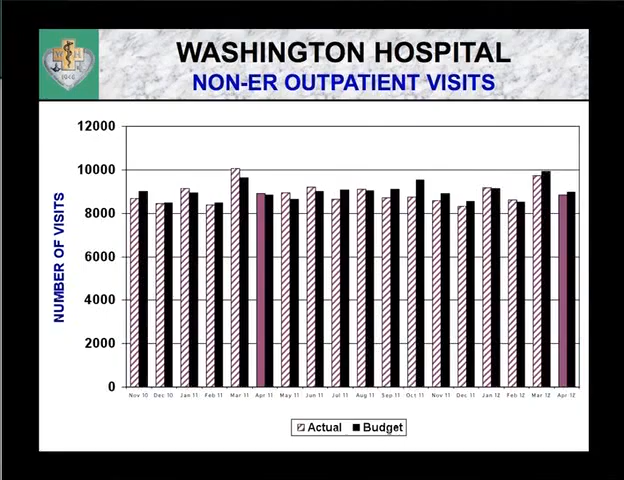 WASHINGTON HOSPITAL
NON-ER OUTPATIENT VISITS
1948
NUMBER OF VISITS
12000
10000
8000
6000
4000
2000
0
Nov 10 Dec 10 Jan 11 Feb 11 Mar 11 Apr 11 May 11 Jun 11 Jul 11 Aug 11 Sep 11 Oct 11 Nov 11 Dec 11 Jan 12 Feb 12 Mar 12 Apr 12
Actual Budget